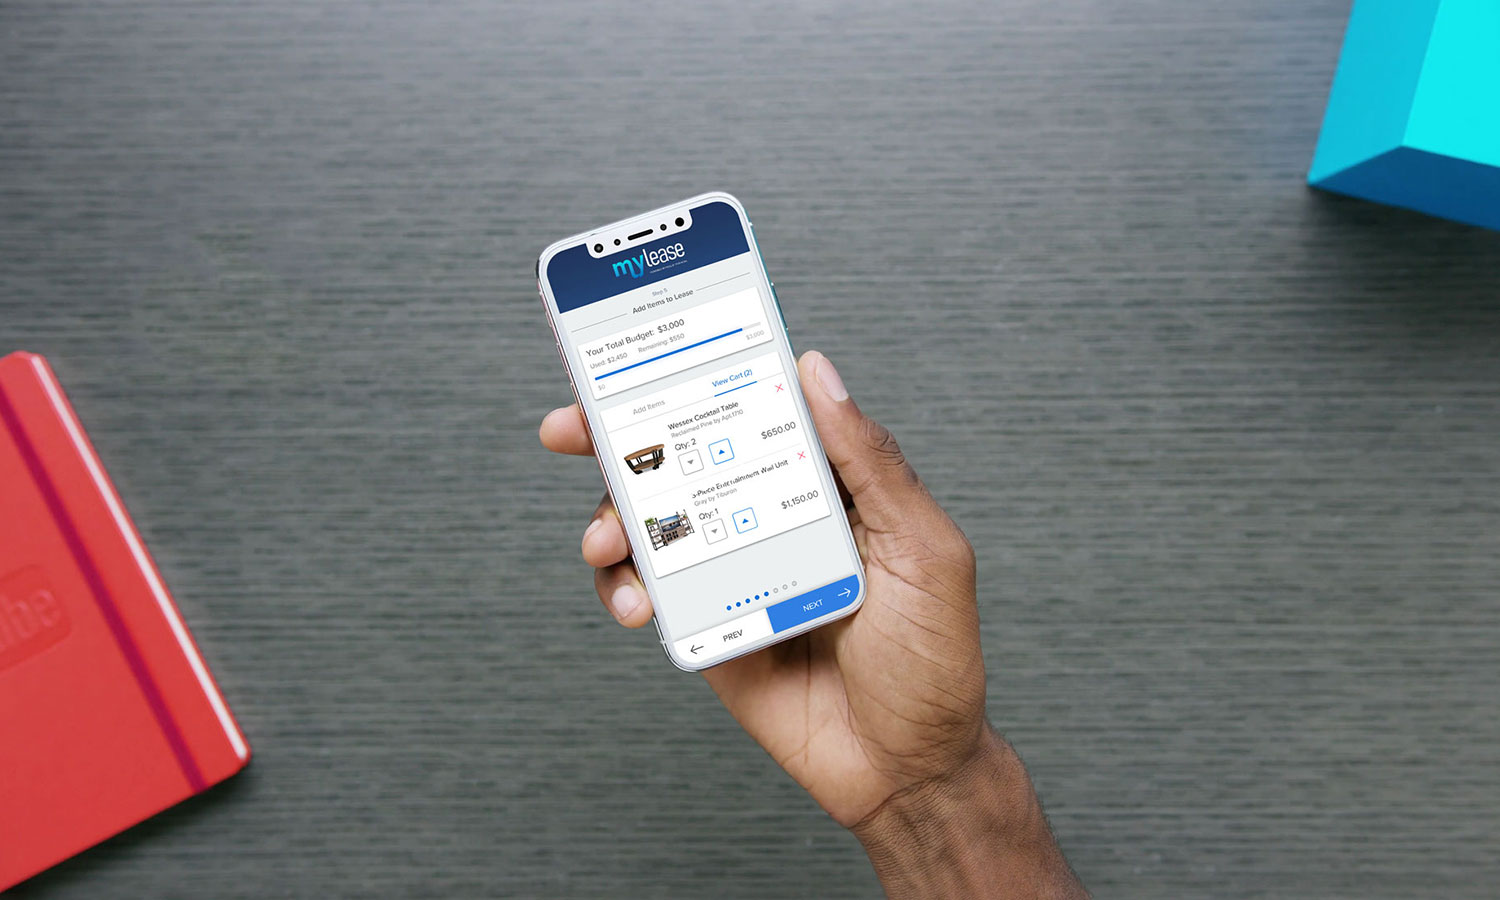 mylease
Step 5
Add Items to Lease
Your Total Budget: $3,000
Used: $2,450 Remaining: $550
$0 $3,000
Add Items View Cart (2)
Wessex Cocktail Table
Reclaimed Pine by Apt.1710
Qty: 2
$650.00
3-Piece Entertainment Wall Unit
Gray by Tiburon
Qty: 1
$1,150.00
PREV NEXT